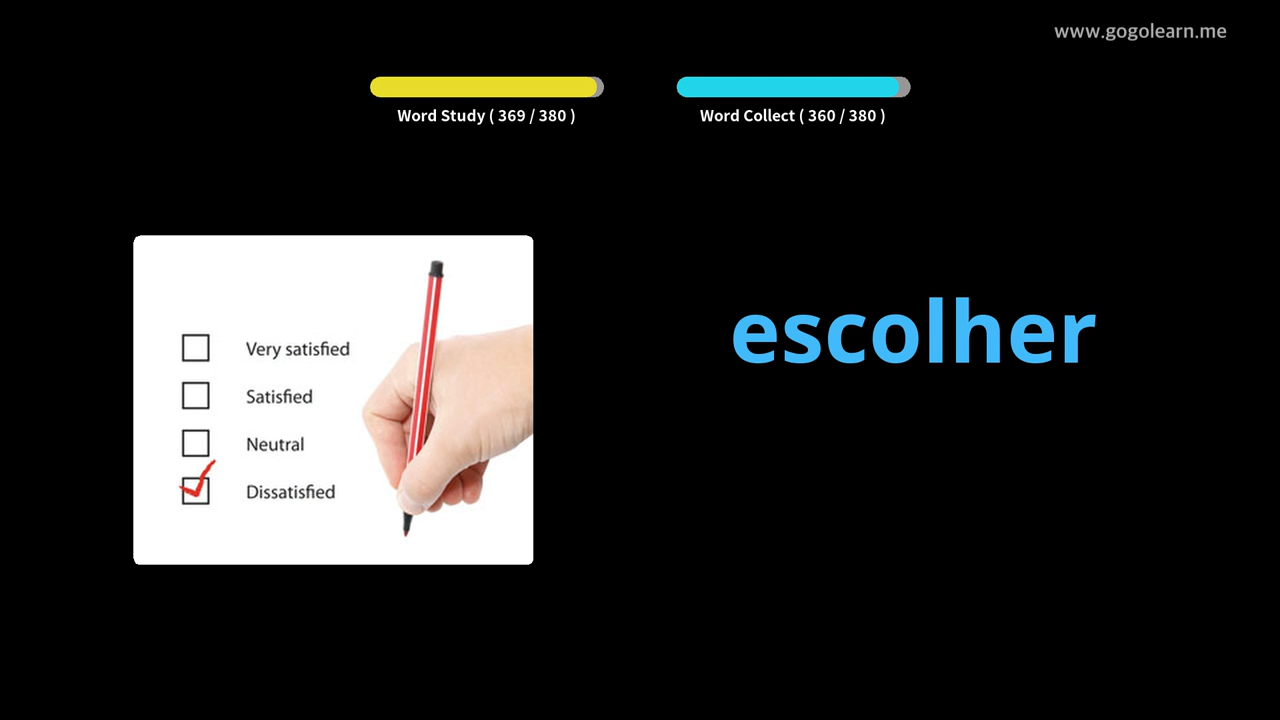 www.gogolearn.me
Word Study ( 369 / 380 )
Word Collect ( 360 / 380 )
Very satisfied
Satisfied
Neutral
Dissatisfied
escolher